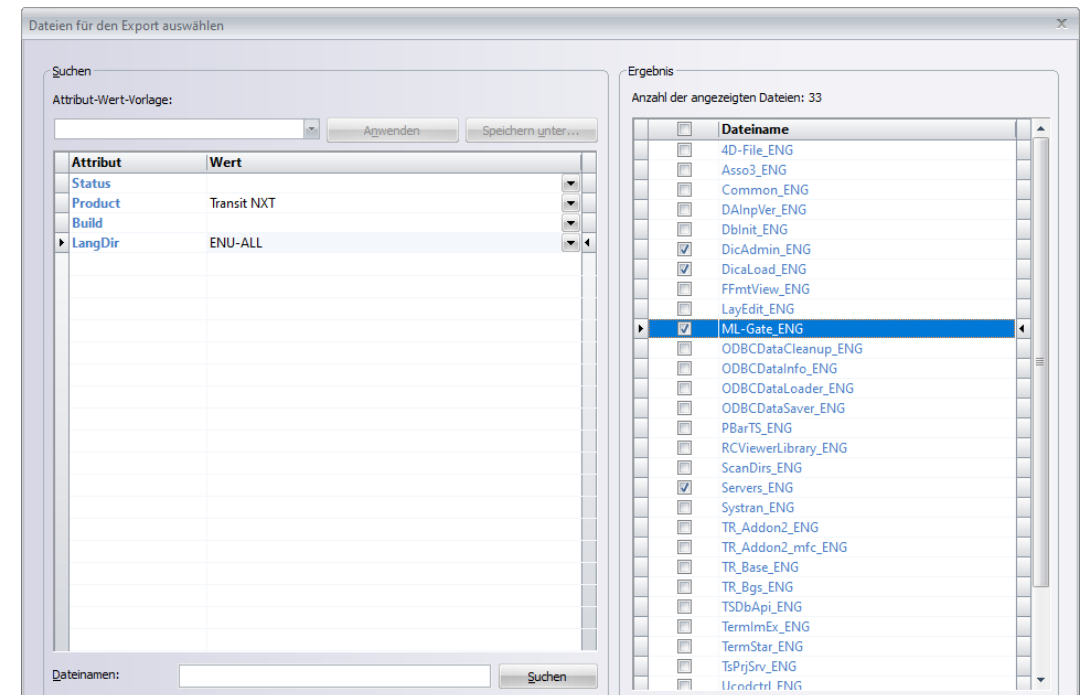 Dateien für den Export auswählen
x
Suchen
Attribut-Wert-Vorlage:
Anwenden
Speichern unter...
Attribut Wert
Status
Product Transit NXT
Build
LangDir ENU-ALL
Dateinamen:
Suchen
Ergebnis
Anzahl der angezeigten Dateien: 33
Dateiname
4D-File_ENG
Asso3_ENG
Common_ENG
DAInpVer_ENG
DbInit_ENG
DicAdmin_ENG
DicaLoad_ENG
FFmtView_ENG
LayEdit_ENG
ML-Gate_ENG
ODBCDataCleanup_ENG
ODBCDataInfo_ENG
ODBCDataLoader_ENG
ODBCDataSaver_ENG
PBarTS_ENG
RCViewerLibrary_ENG
ScanDirs_ENG
Servers_ENG
Systran_ENG
TR_Addon2_ENG
TR_Addon2_mfc_ENG
TR_Base_ENG
TR_Bgs_ENG
TSDbApi_ENG
TermImEx_ENG
TermStar_ENG
TsPrjSrv_ENG
Ucodctrl_ENG